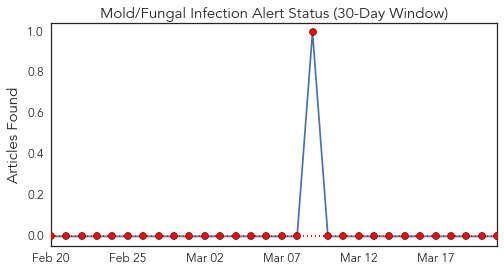 Mold/Fungal Infection Alert Status (30-Day Window)
Articles Found
1.0
0.8
0.6
0.4
0.2
0.0
Feb 20 Feb 25 Mar 02 Mar 07 Mar 12 Mar 17